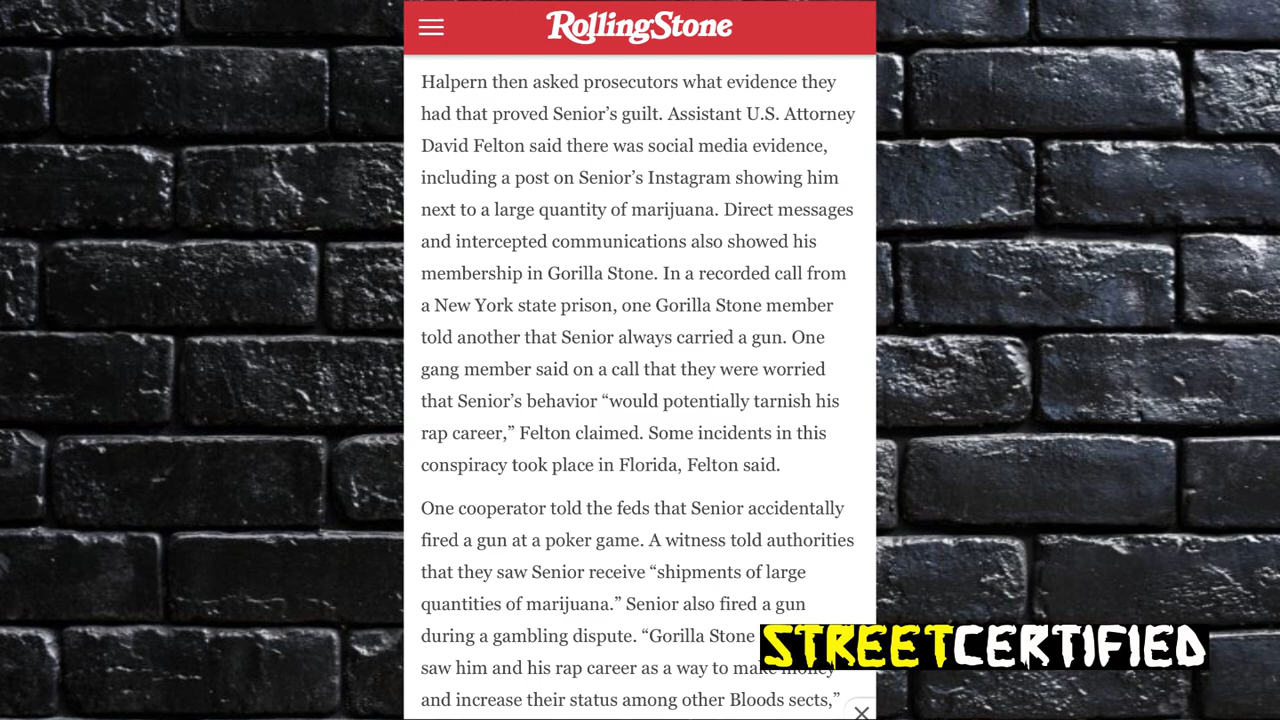 RollingStone
Halpern then asked prosecutors what evidence they
had that proved Senior’s guilt. Assistant U.S. Attorney
David Felton said there was social media evidence,
including a post on Senior’s Instagram showing him
next to a large quantity of marijuana. Direct messages
and intercepted communications also showed his
membership in Gorilla Stone. In a recorded call from
a New York state prison, one Gorilla Stone member
told another that Senior always carried a gun. One
gang member said on a call that they were worried
that Senior’s behavior “would potentially tarnish his
rap career,” Felton claimed. Some incidents in this
conspiracy took place in Florida, Felton said.
One cooperator told the feds that Senior accidentally
fired a gun at a poker game. A witness told authorities
that they saw Senior receive “shipments of large
quantities of marijuana.” Senior also fired a gun
during a gambling dispute. “Gorilla Stone
saw him and his rap career as a way to make money
and increase their status among other Bloods sects,”
STREETCERTIFIED